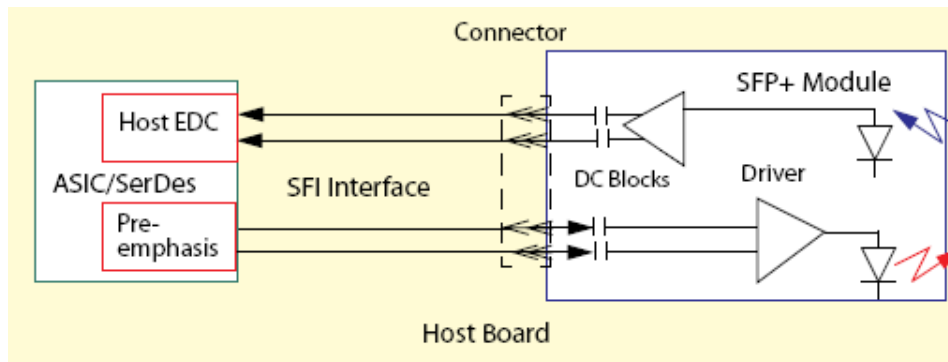 Connector
SFP+ Module
Host EDC
ASIC/SerDes
SFI Interface
DC Blocks
Driver
Pre-
emphasis
Host Board